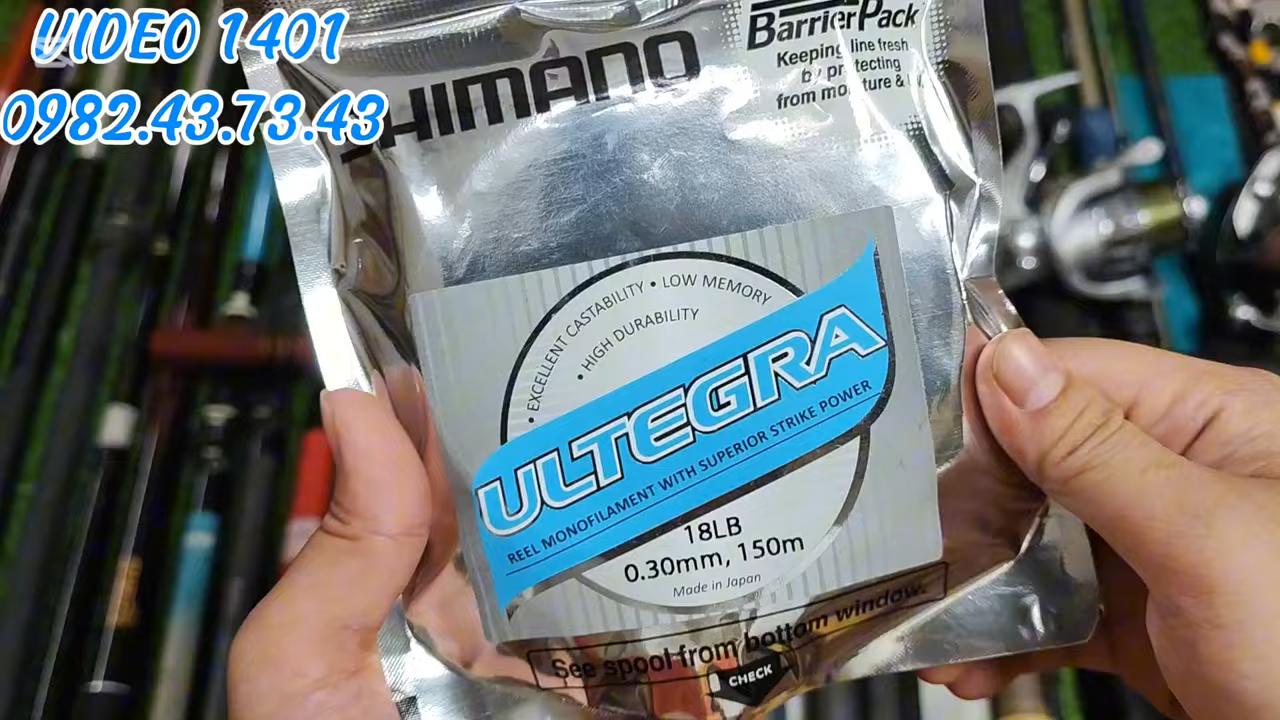 VIDEO 1401
0982.43.73.43
SHIMANO
BarrierPack
Keeping line fresh
by protecting
from moisture &
• EXCELLENT CASTABILITY • LOW MEMORY
• HIGH DURABILITY
ULTEGRA
REEL MONOFILAMENT WITH SUPERIOR STRIKE POWER
18LB
0.30mm, 150m
Made in Japan
See spool from bottom window.
CHECK